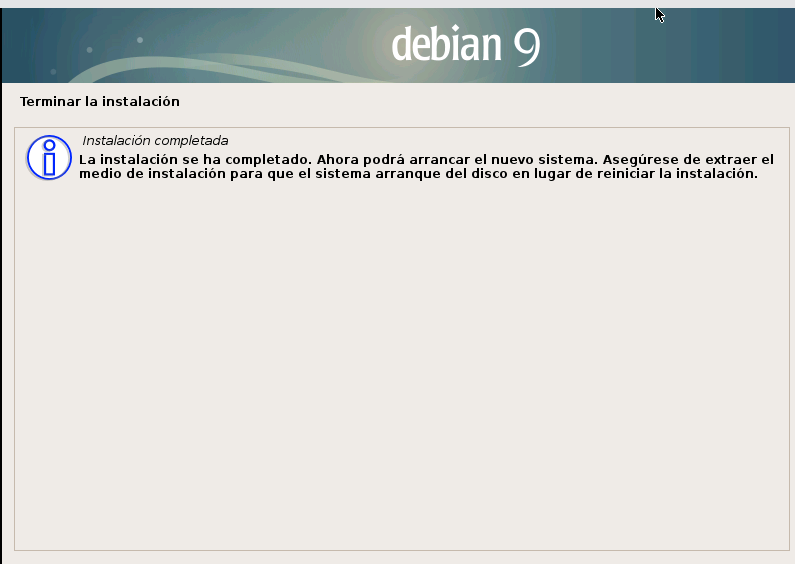 debian 9
Terminar la instalación
Instalación completada
La instalación se ha completado. Ahora podrá arrancar el nuevo sistema. Asegúrese de extraer el
medio de instalación para que el sistema arranque del disco en lugar de reiniciar la instalación.